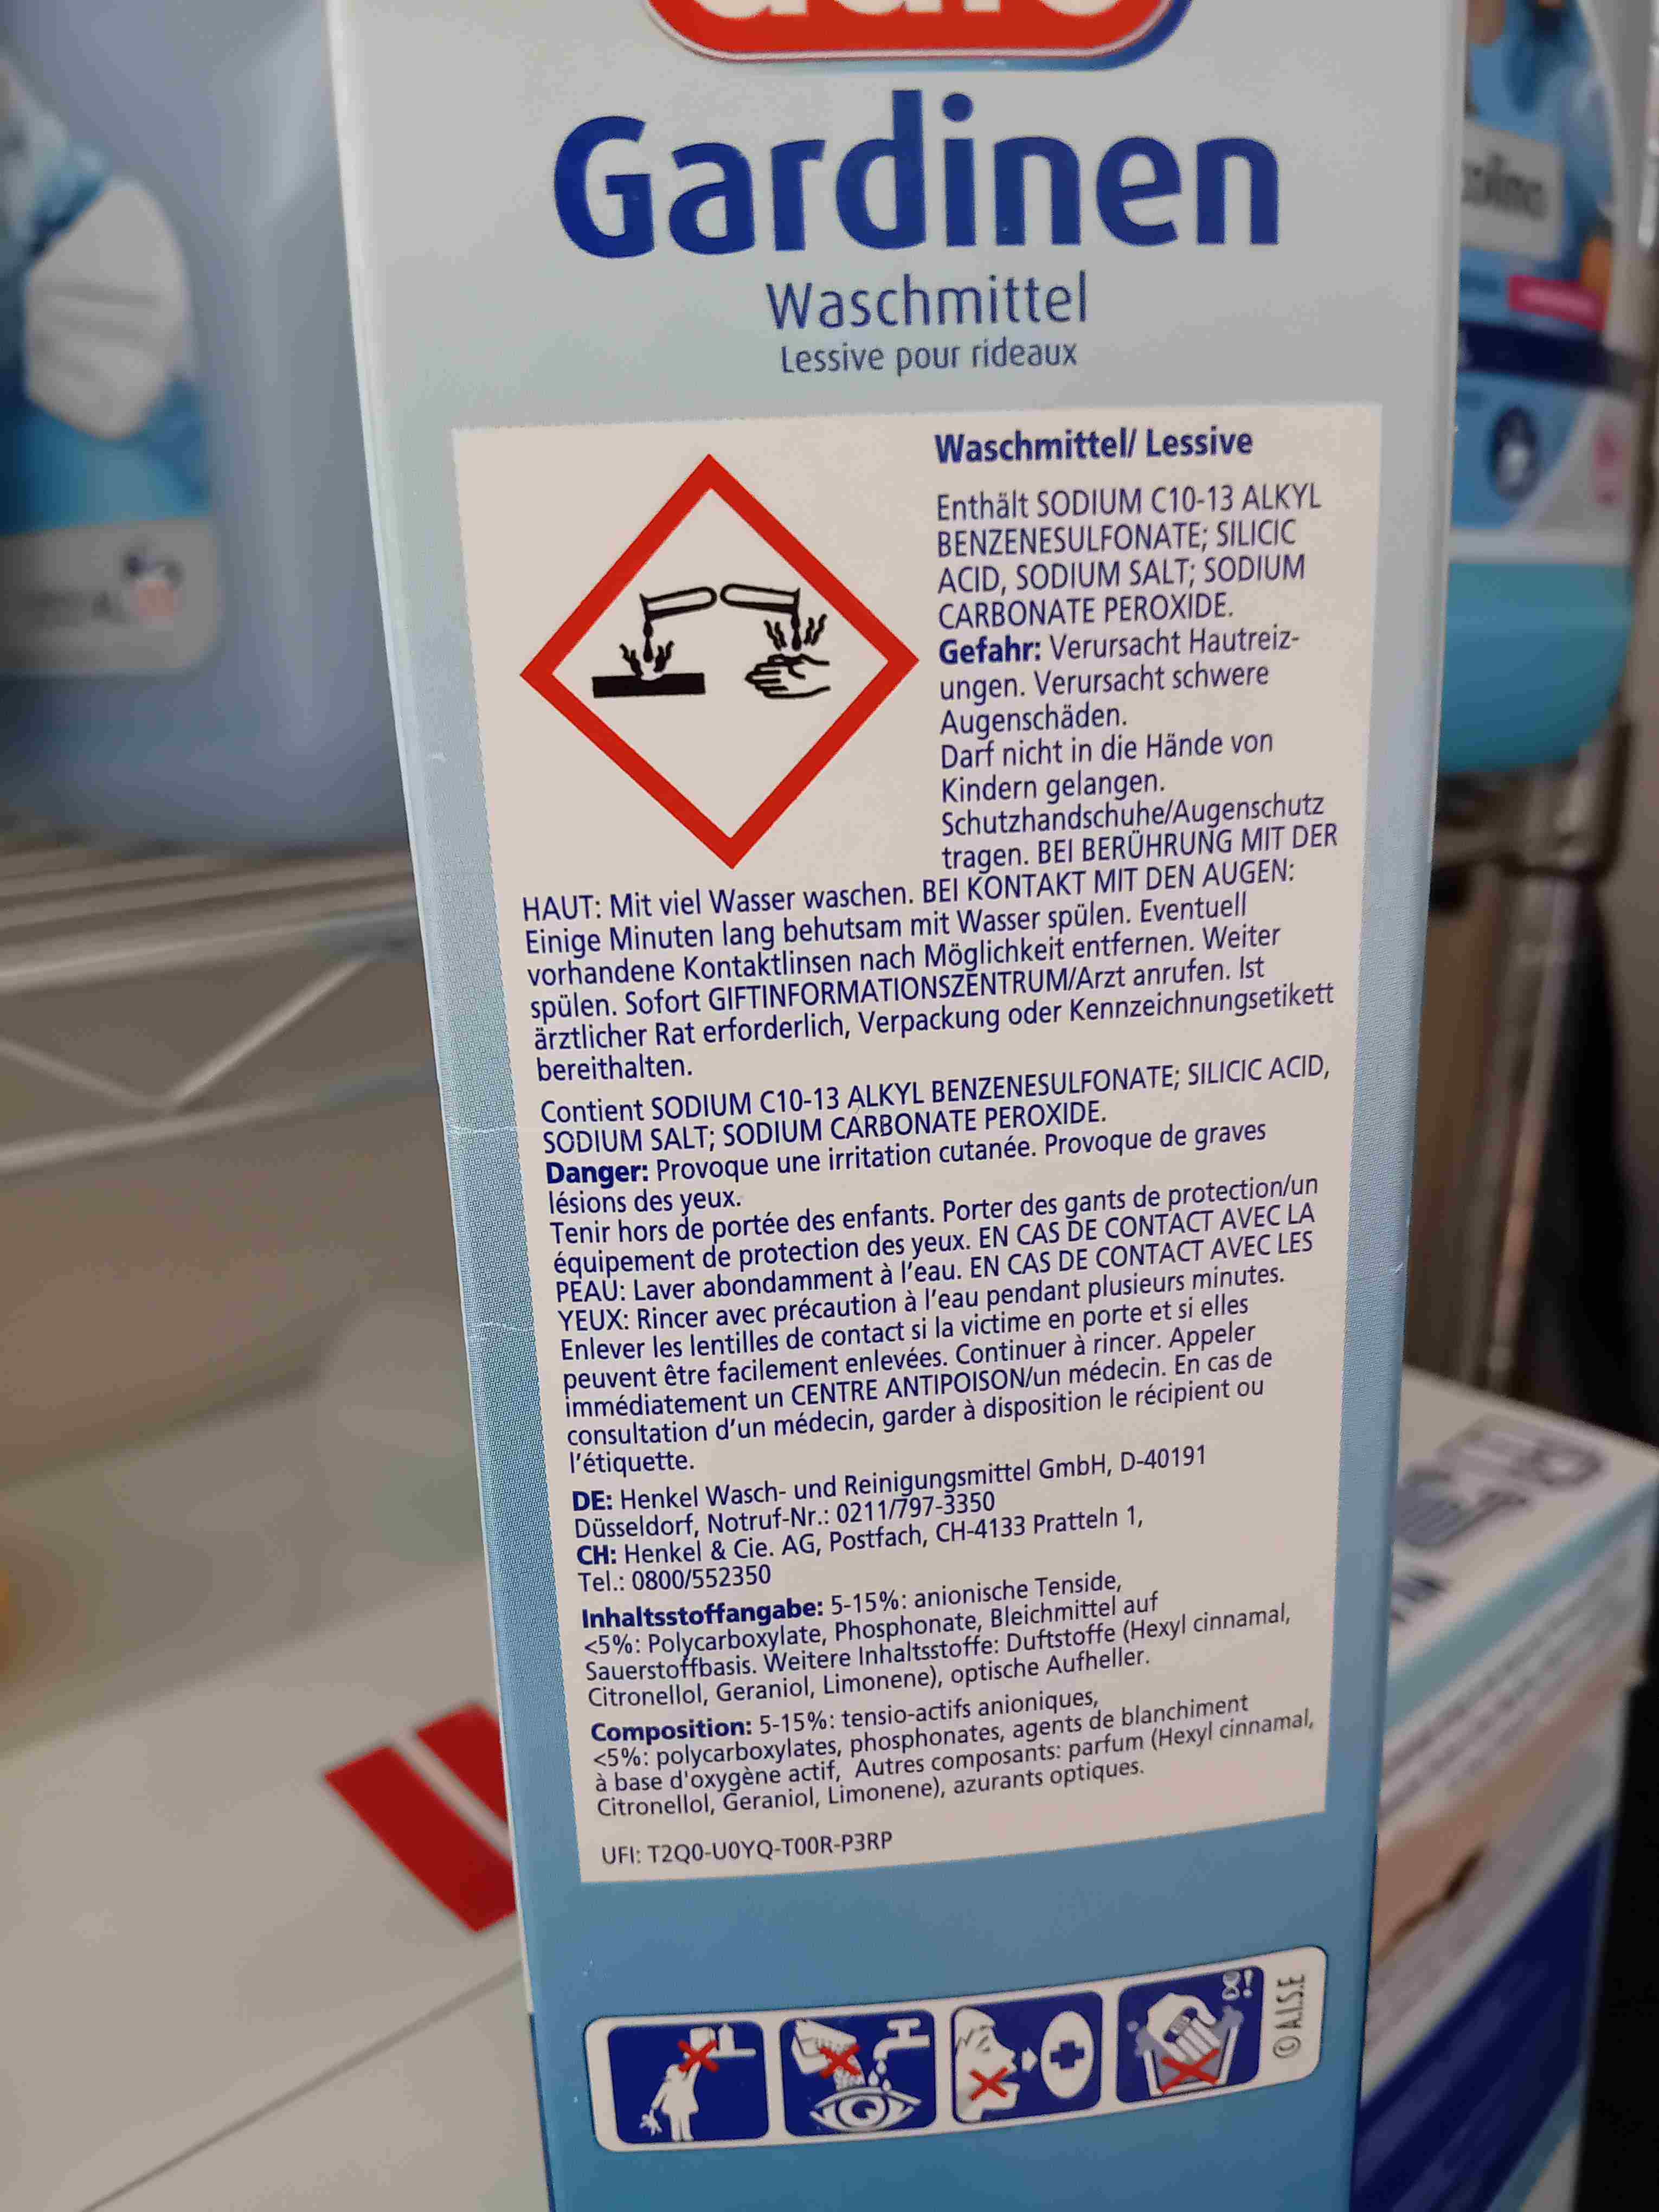 Gardinen
Waschmittel
Lessive pour rideaux
Waschmittel/ Lessive
Enthält SODIUM C10-13 ALKYL
BENZENESULFONATE; SILICIC
ACID, SODIUM SALT; SODIUM
CARBONATE PEROXIDE.
Gefahr: Verursacht Hautreiz-
ungen. Verursacht schwere
Augenschäden.
Darf nicht in die Hände von
Kindern gelangen.
Schutzhandschuhe/Augenschutz
tragen. BEI BERÜHRUNG MIT DER
HAUT: Mit viel Wasser waschen. BEI KONTAKT MIT DEN AUGEN:
Einige Minuten lang behutsam mit Wasser spülen. Eventuell
vorhandene Kontaktlinsen nach Möglichkeit entfernen. Weiter
spülen. Sofort GIFTINFORMATIONSZENTRUM/Arzt anrufen. Ist
ärztlicher Rat erforderlich, Verpackung oder Kennzeichnungsetikett
bereithalten.
Contient SODIUM C10-13 ALKYL BENZENESULFONATE; SILICIC ACID,
SODIUM SALT; SODIUM CARBONATE PEROXIDE.
Danger: Provoque une irritation cutanée. Provoque de graves
lésions des yeux.
Tenir hors de portée des enfants. Porter des gants de protection/un
équipement de protection des yeux. EN CAS DE CONTACT AVEC LA
PEAU: Laver abondamment à l'eau. EN CAS DE CONTACT AVEC LES
YEUX: Rincer avec précaution à l'eau pendant plusieurs minutes.
Enlever les lentilles de contact si la victime en porte et si elles
peuvent être facilement enlevées. Continuer à rincer. Appeler
immédiatement un CENTRE ANTIPOISON/un médecin. En cas de
consultation d'un médecin, garder à disposition le récipient ou
l'étiquette.
DE: Henkel Wasch- und Reinigungsmittel GmbH, D-40191
Düsseldorf, Notruf-Nr.: 0211/797-3350
CH: Henkel & Cie. AG, Postfach, CH-4133 Pratteln 1,
Tel.: 0800/552350
Inhaltsstoffangabe: 5-15%: anionische Tenside,
<5%: Polycarboxylate, Phosphonate, Bleichmittel auf
Sauerstoffbasis. Weitere Inhaltsstoffe: Duftstoffe (Hexyl cinnamal,
Citronellol, Geraniol, Limonene), optische Aufheller.
Composition: 5-15%: tensio-actifs anioniques,
<5%: polycarboxylates, phosphonates, agents de blanchiment
à base d'oxygène actif, Autres composants: parfum (Hexyl cinnamal,
Citronellol, Geraniol, Limonene), azurants optiques.
UFI: T2Q0-U0YQ-T00R-P3RP
© A.I.S.E